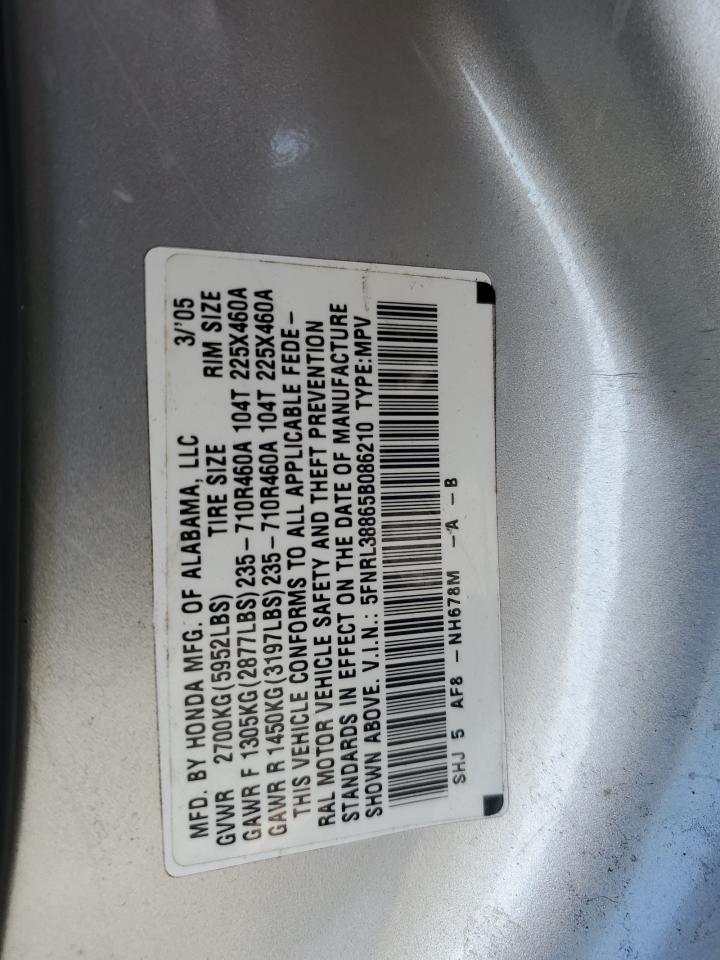 MFD. BY HONDA MFG. OF ALABAMA, LLC 3/'05
GVWR 2700KG(5952LBS) TIRE SIZE RIM SIZE
GAWR F 1305KG(2877LBS)235-710R460A 104T 225X460A
GAWR R 1450KG(3197LBS)235-710R460A 104T 225X460A
THIS VEHICLE CONFORMS TO ALL APPLICABLE FEDE-
RAL MOTOR VEHICLE SAFETY AND THEFT PREVENTION
STANDARDS IN EFFECT ON THE DATE OF MANUFACTURE
SHOWN ABOVE. V.I.N.: 5FNRL38865B086210 TYPE:MPV
SHJ 5 AF8 - NH678M - A - B